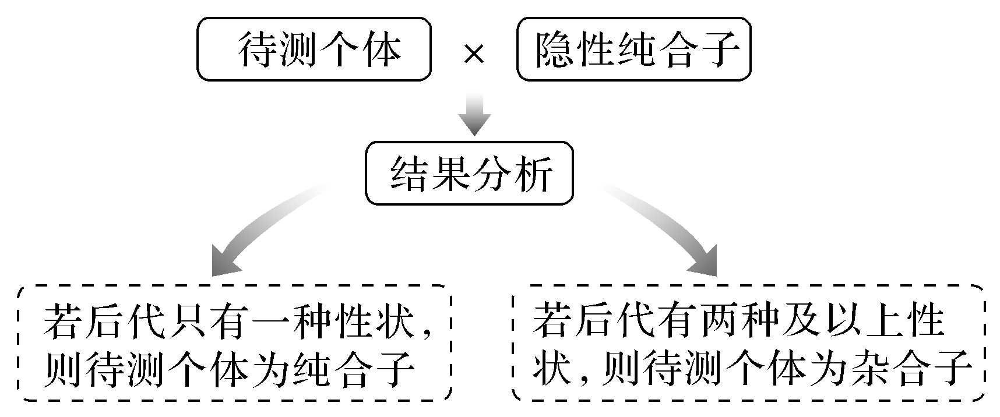 待测个体 × 隐性纯合子
结果分析
若后代只有一种性状，
则待测个体为纯合子
若后代有两种及以上性
状，则待测个体为杂合子